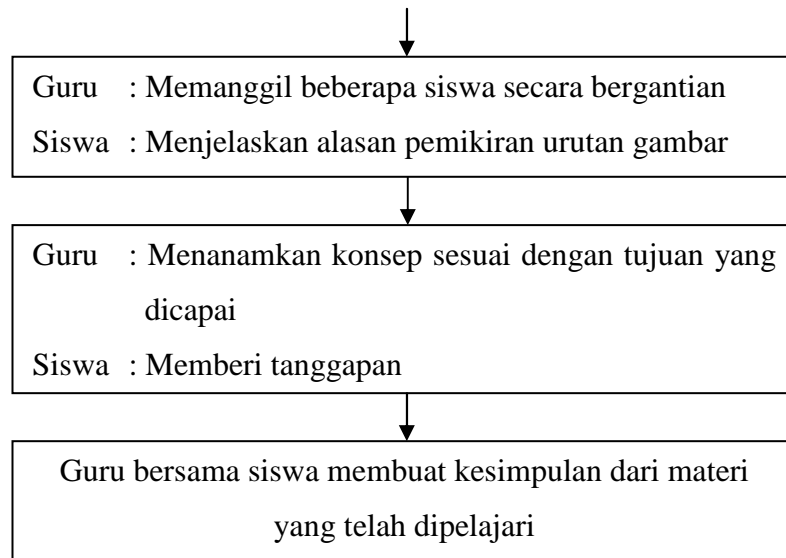 Guru : Memanggil beberapa siswa secara bergantian
Siswa : Menjelaskan alasan pemikiran urutan gambar
Guru : Menanamkan konsep sesuai dengan tujuan yang
dicapai
Siswa : Memberi tanggapan
Guru bersama siswa membuat kesimpulan dari materi
yang telah dipelajari